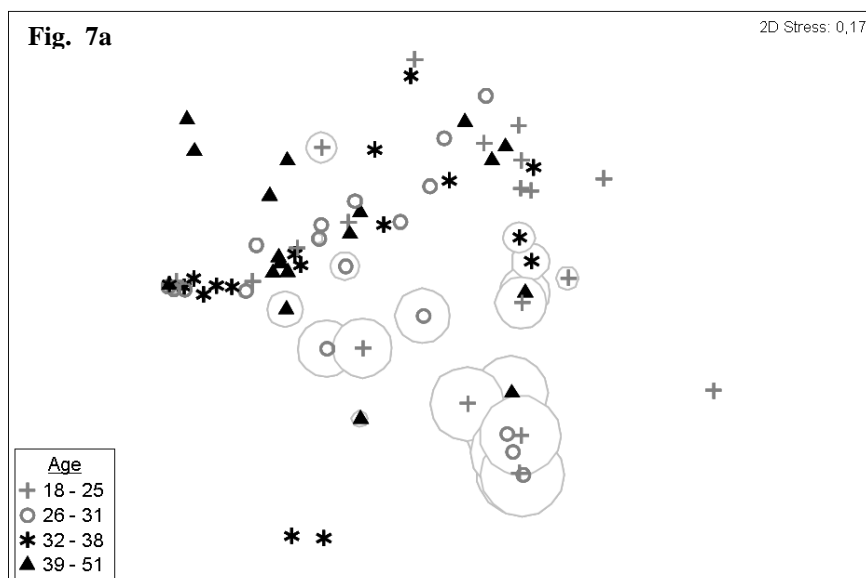 Fig. 7a
2D Stress: 0,17
Age
18 - 25
26 - 31
32 - 38
39 - 51